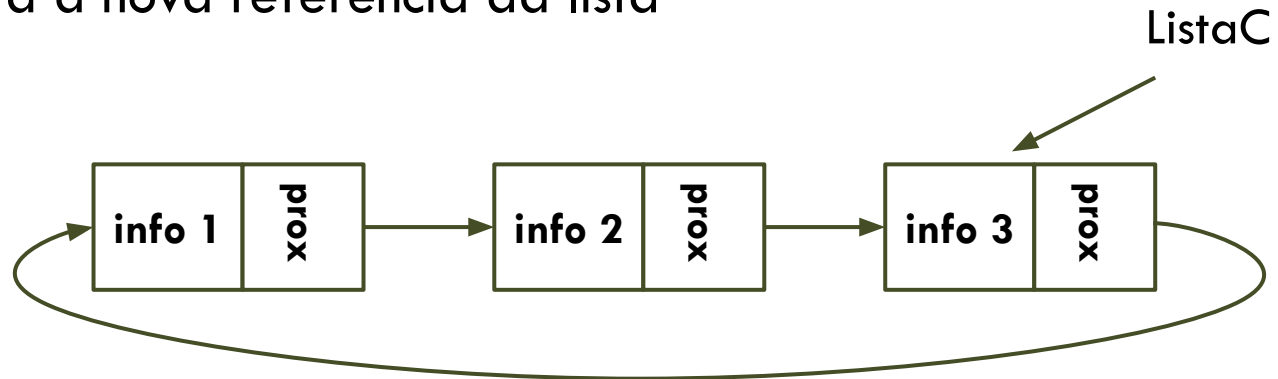 a nova referência da lista
ListaC
info 1 prox info 2 prox info 3 prox